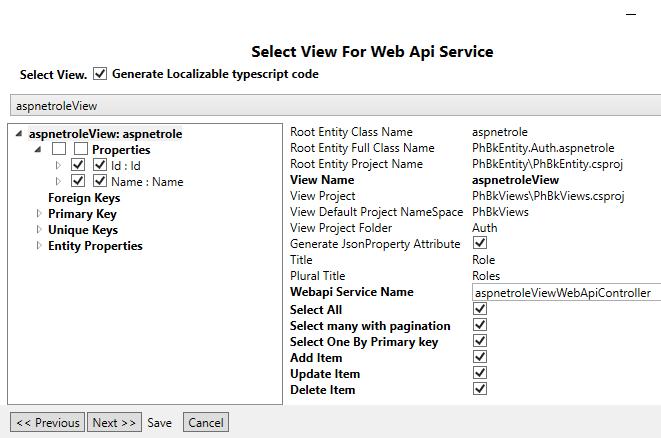 Select View For Web Api Service
Select View. Generate Localizable typescript code
aspnetroleView
aspnetroleView: aspnetrole
Properties
Id : Id
Name : Name
Foreign Keys
Primary Key
Unique Keys
Entity Properties
Root Entity Class Name aspnetrole
Root Entity Full Class Name PhBkEntity.Auth.aspnetrole
Root Entity Project Name PhBkEntity\PhBkEntity.csproj
View Name aspnetroleView
View Project PhBkViews\PhBkViews.csproj
View Default Project NameSpace PhBkViews
View Project Folder Auth
Generate JsonProperty Attribute
Title Role
Plural Title Roles
Webapi Service Name aspnetroleViewWebApiController
Select All
Select many with pagination
Select One By Primary key
Add Item
Update Item
Delete Item
<< Previous Next >> Save Cancel